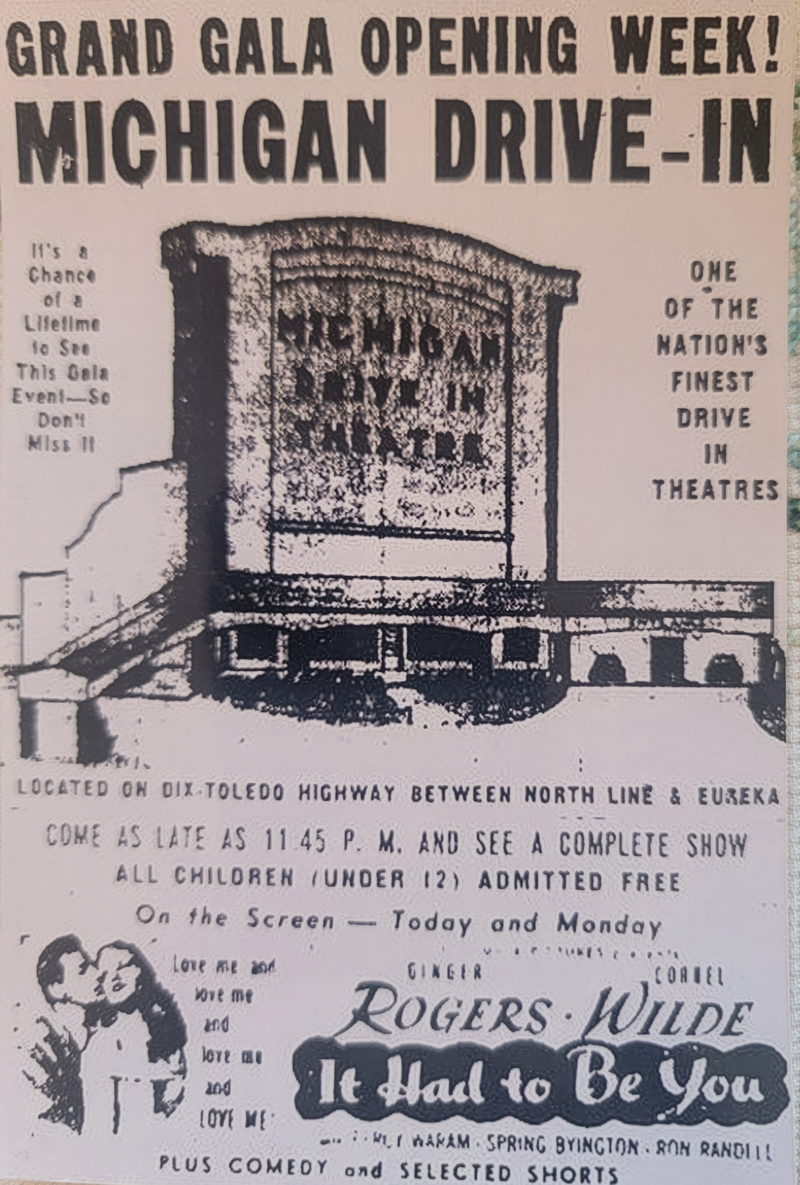 GRAND GALA OPENING WEEK!
MICHIGAN DRIVE-IN
It's a
Chance
of a
Lifetime
to See
This Gala
Event—So
Don't
Miss It
MICHIGAN
DRIVE IN
THEATRE
ONE
OF THE
NATION'S
FINEST
DRIVE
IN
THEATRES
LOCATED ON DIX-TOLEDO HIGHWAY BETWEEN NORTH LINE & EUREKA
COME AS LATE AS 11.45 P. M. AND SEE A COMPLETE SHOW
ALL CHILDREN (UNDER 12) ADMITTED FREE
On the Screen — Today and Monday
Love me and
love me
and
love me
and
LOVE ME
GINGER CORNEL
ROGERS · WILDE
It Had to Be You
WARAM · SPRING BYINGTON · RON RANDELL
PLUS COMEDY and SELECTED SHORTS